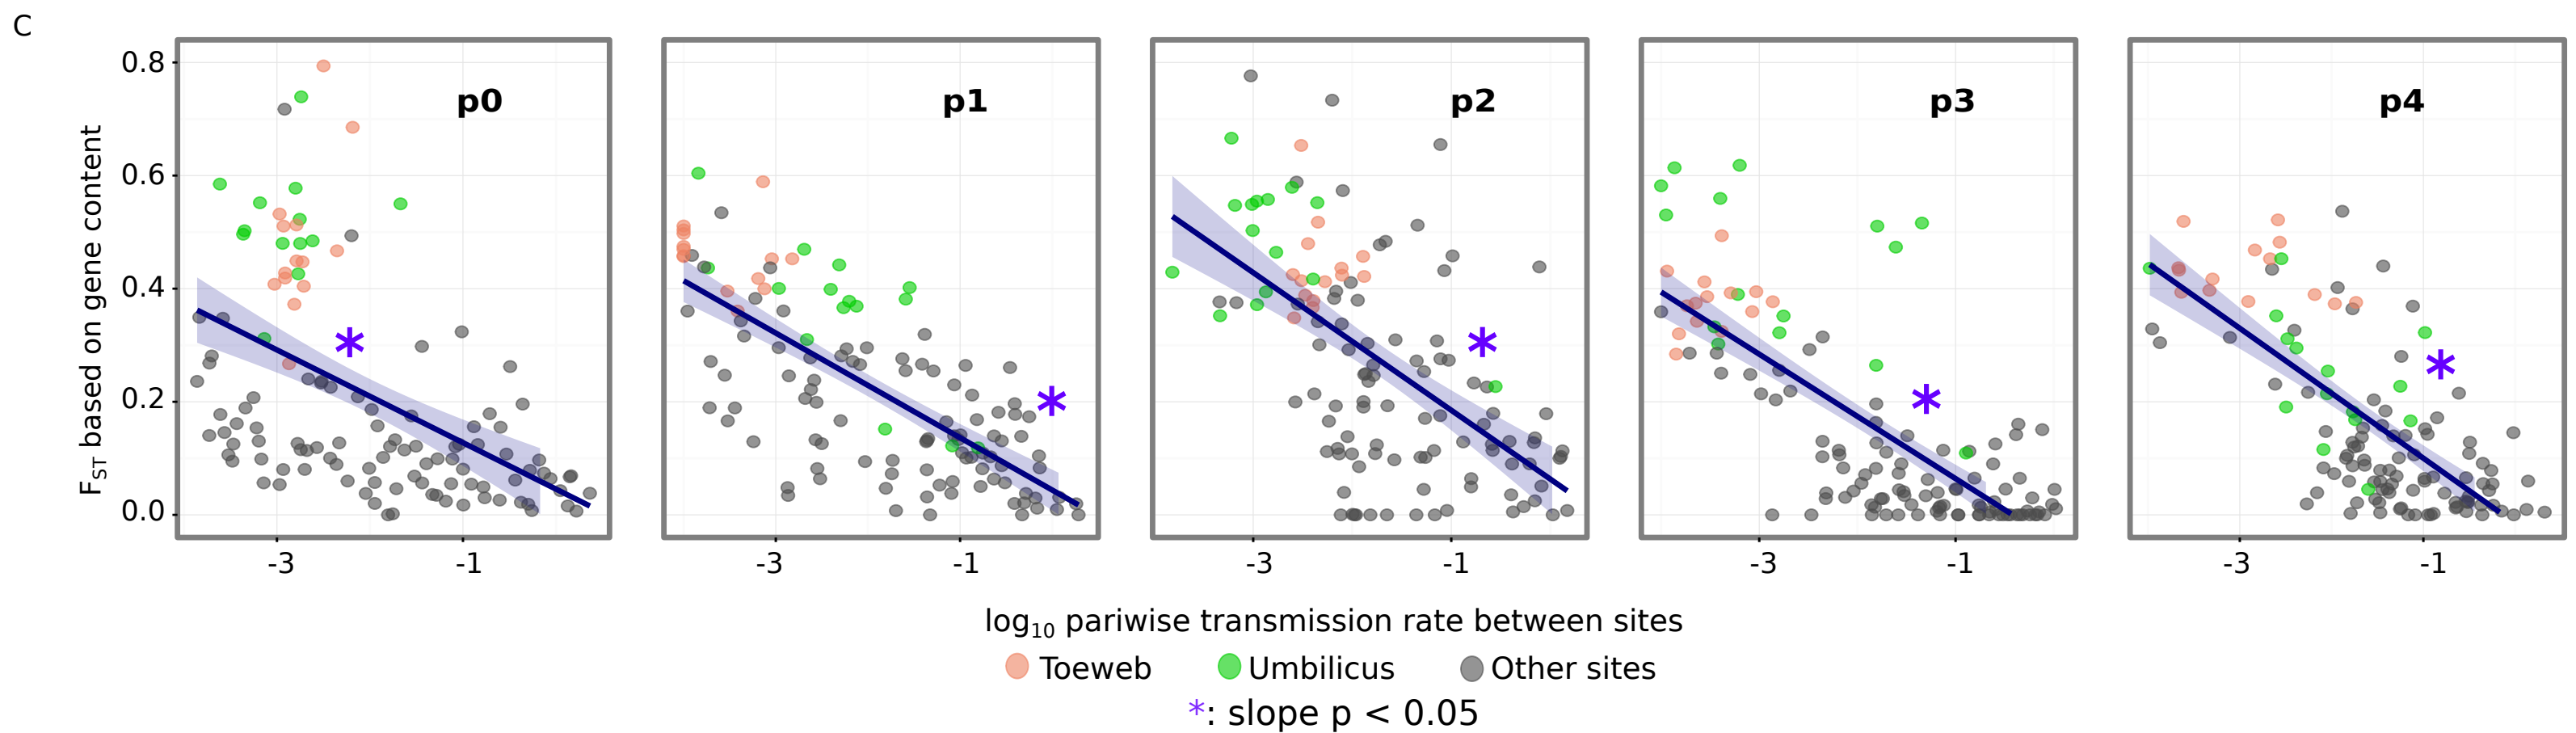 C
p0 p1 p2 p3 p4
F_ST based on gene content
0.8
0.6
0.4
0.2
0.0
-3 -1 -3 -1 -3 -1 -3 -1 -3 -1
log_10 pariwise transmission rate between sites
Toeweb Umbilicus Other sites
*: slope p < 0.05